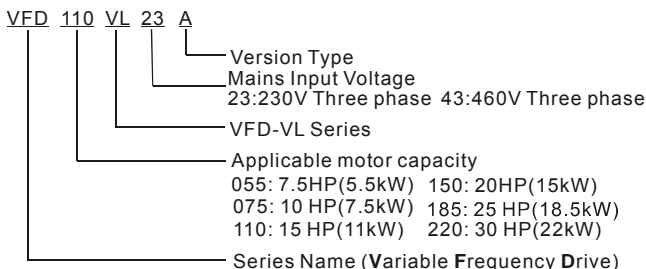 VFD 110 VL 23 A
Version Type
Mains Input Voltage
23:230V Three phase 43:460V Three phase
VFD-VL Series
Applicable motor capacity
055: 7.5HP(5.5kW) 150: 20HP(15kW)
075: 10 HP(7.5kW) 185: 25 HP(18.5kW)
110: 15 HP(11kW) 220: 30 HP(22kW)
Series Name (Variable Frequency Drive)